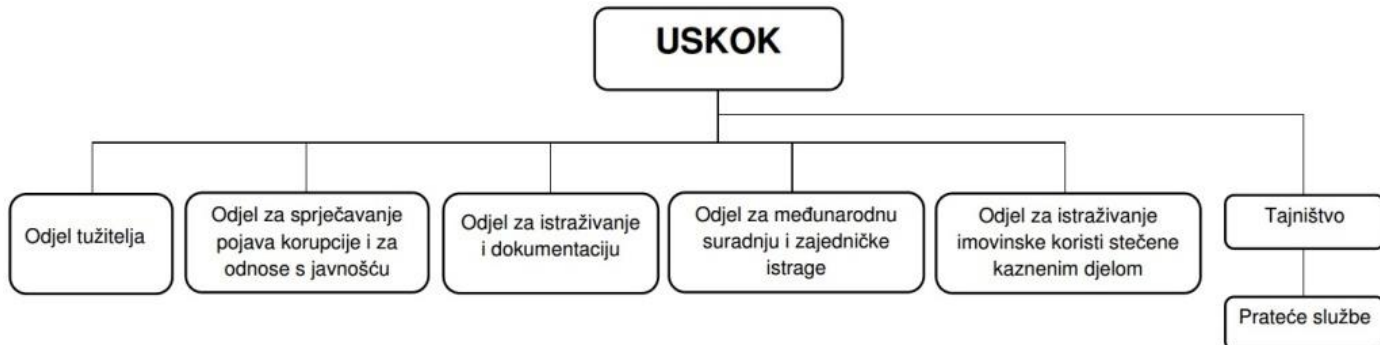 USKOK
Odjel tužitelja
Odjel za sprječavanje
pojava korupcije i za
odnose s javnošću
Odjel za istraživanje
i dokumentaciju
Odjel za međunarodnu
suradnju i zajedničke
istrage
Odjel za istraživanje
imovinske koristi stečene
kaznenim djelom
Tajništvo
Prateće službe